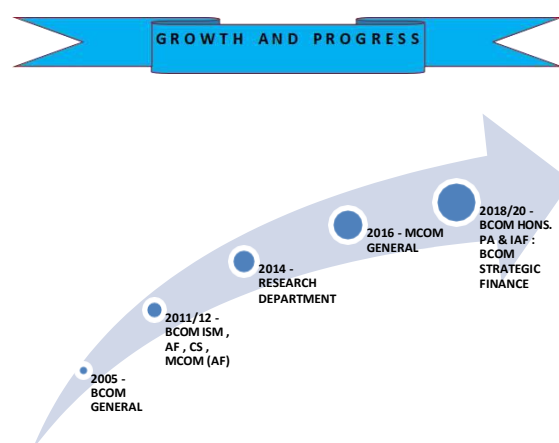 GROWTH AND PROGRESS
2018/20 -
BCOM HONS.
PA & IAF :
BCOM
STRATEGIC
FINANCE
2016 - MCOM
GENERAL
2014 -
RESEARCH
DEPARTMENT
2011/12 -
BCOM ISM ,
AF , CS ,
MCOM (AF)
2005 -
BCOM
GENERAL